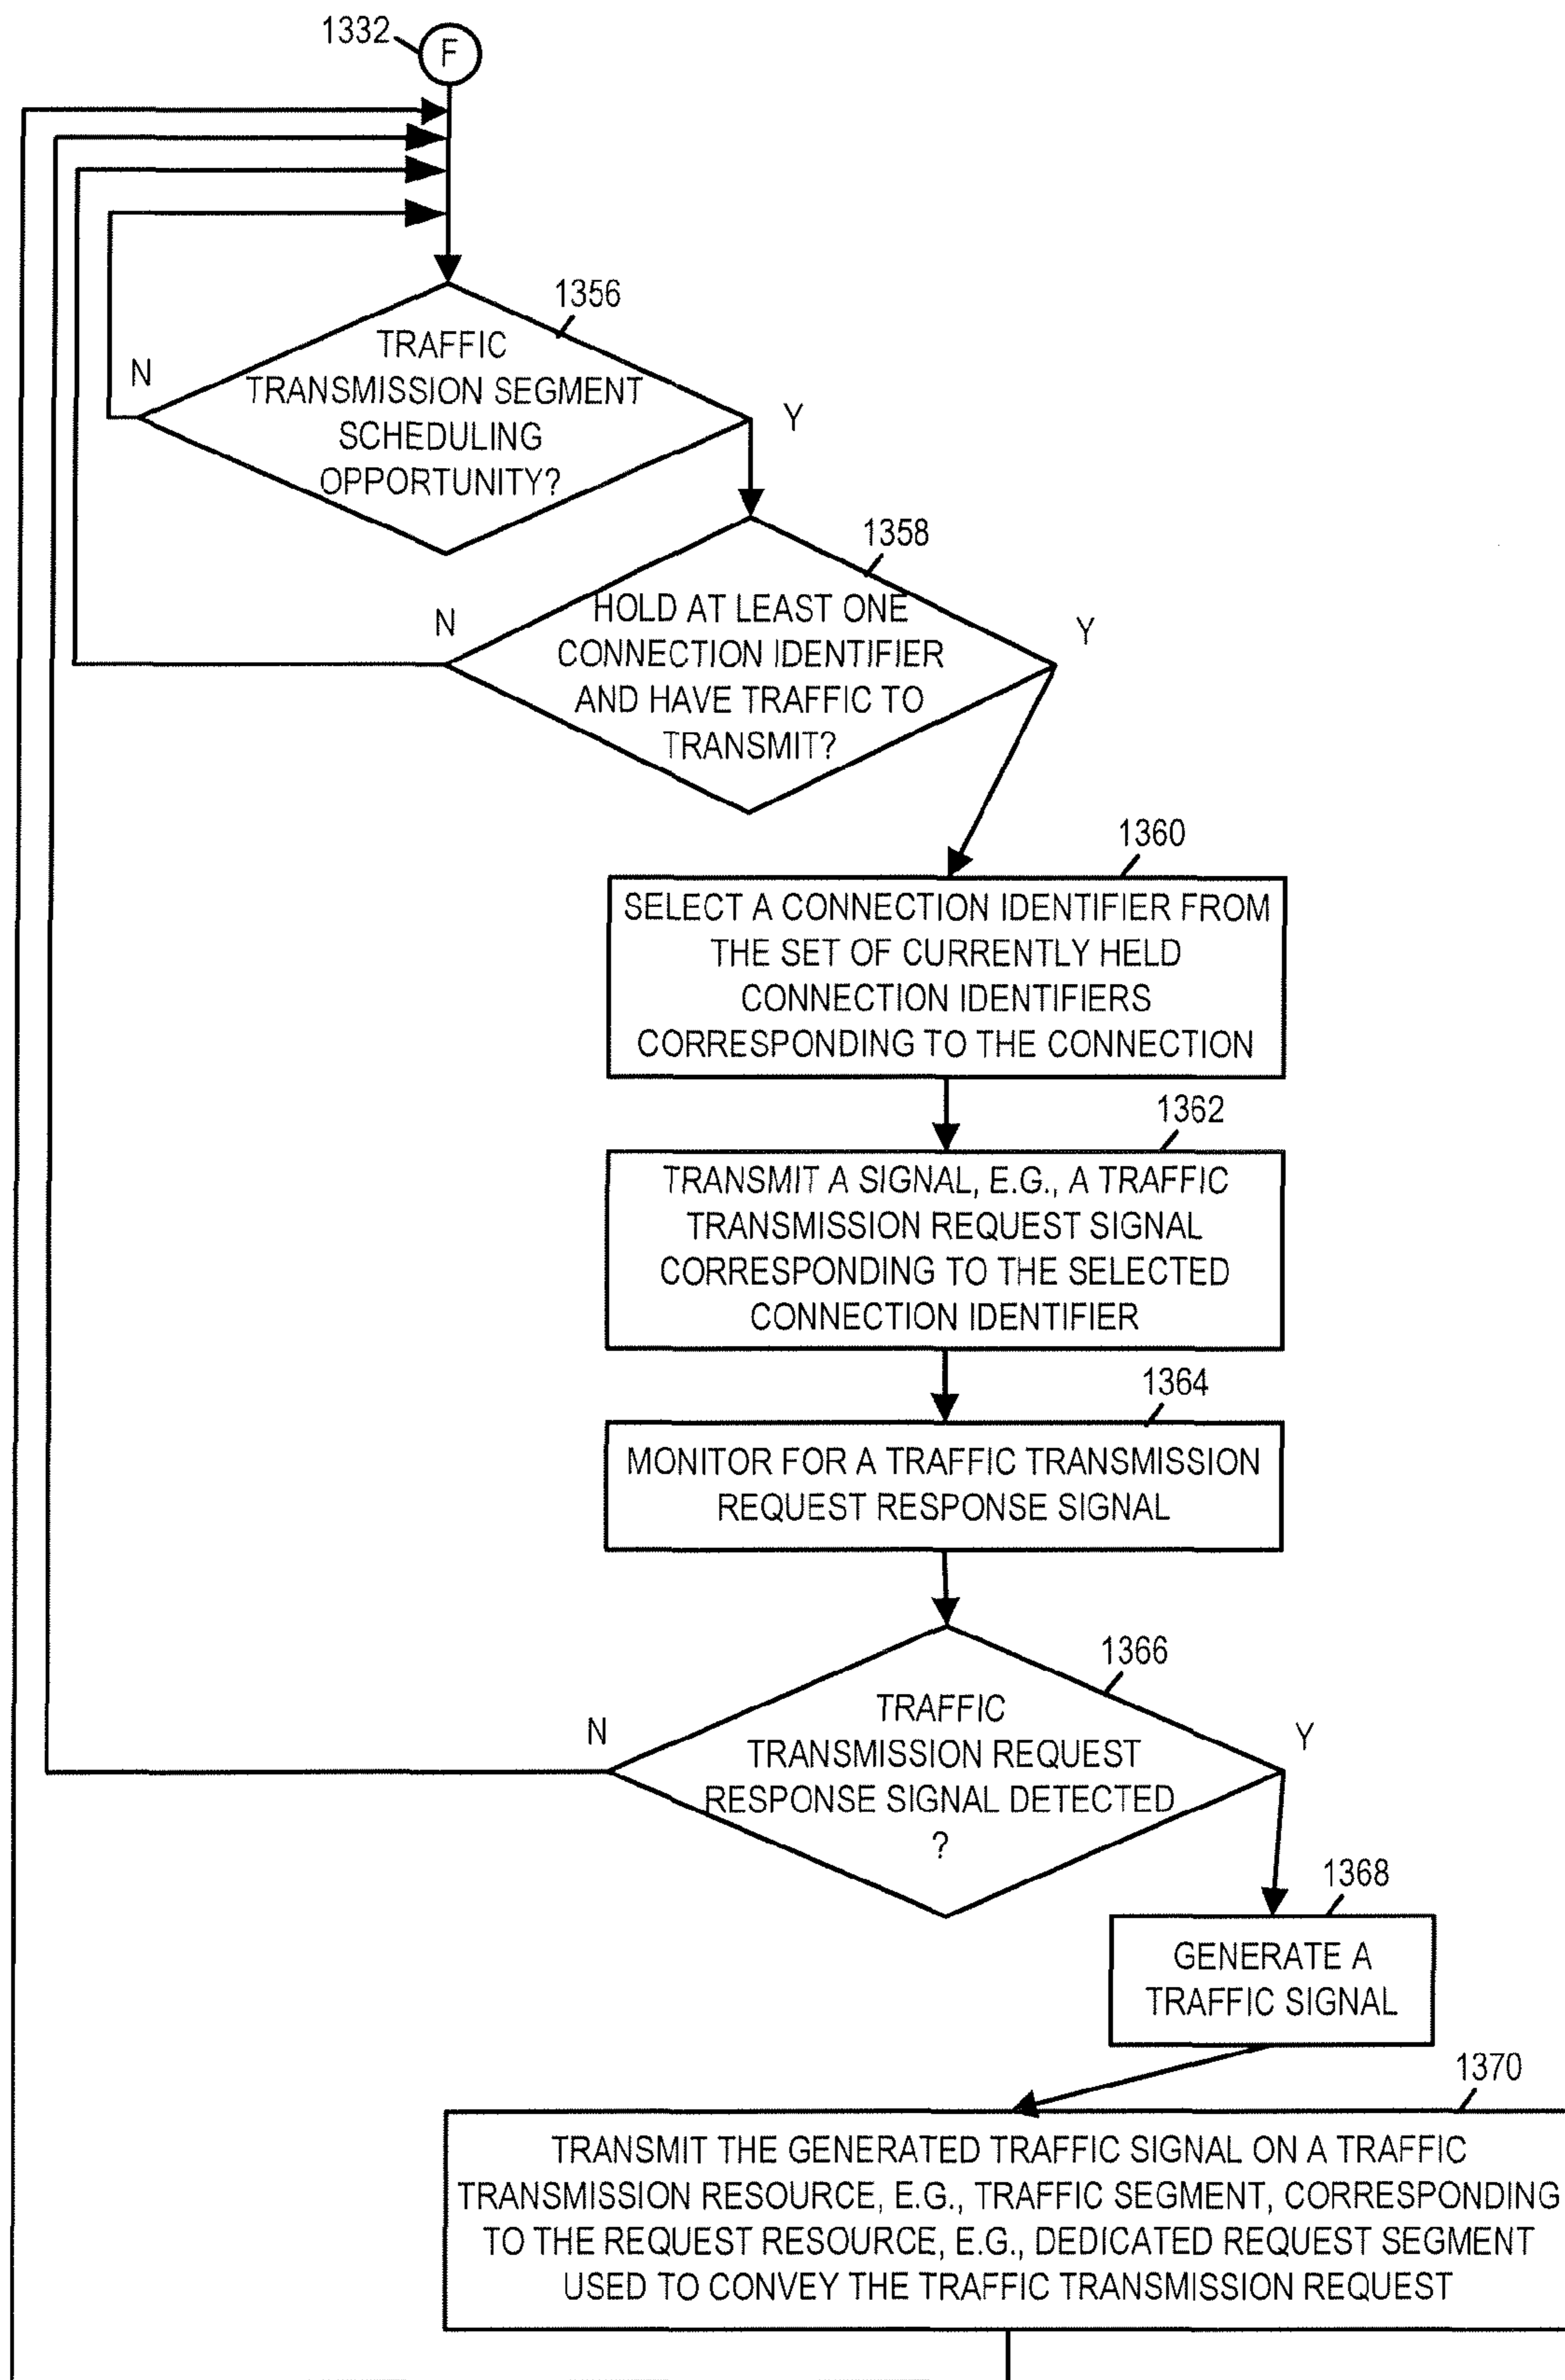 1332
F
1356
TRAFFIC
TRANSMISSION SEGMENT
SCHEDULING
OPPORTUNITY?
N
Y
1358
HOLD AT LEAST ONE
CONNECTION IDENTIFIER
AND HAVE TRAFFIC TO
TRANSMIT?
N
Y
1360
SELECT A CONNECTION IDENTIFIER FROM
THE SET OF CURRENTLY HELD
CONNECTION IDENTIFIERS
CORRESPONDING TO THE CONNECTION
1362
TRANSMIT A SIGNAL, E.G., A TRAFFIC
TRANSMISSION REQUEST SIGNAL
CORRESPONDING TO THE SELECTED
CONNECTION IDENTIFIER
1364
MONITOR FOR A TRAFFIC TRANSMISSION
REQUEST RESPONSE SIGNAL
1366
TRAFFIC
TRANSMISSION REQUEST
RESPONSE SIGNAL DETECTED
?
N
Y
1368
GENERATE A
TRAFFIC SIGNAL
1370
TRANSMIT THE GENERATED TRAFFIC SIGNAL ON A TRAFFIC
TRANSMISSION RESOURCE, E.G., TRAFFIC SEGMENT, CORRESPONDING
TO THE REQUEST RESOURCE, E.G., DEDICATED REQUEST SEGMENT
USED TO CONVEY THE TRAFFIC TRANSMISSION REQUEST